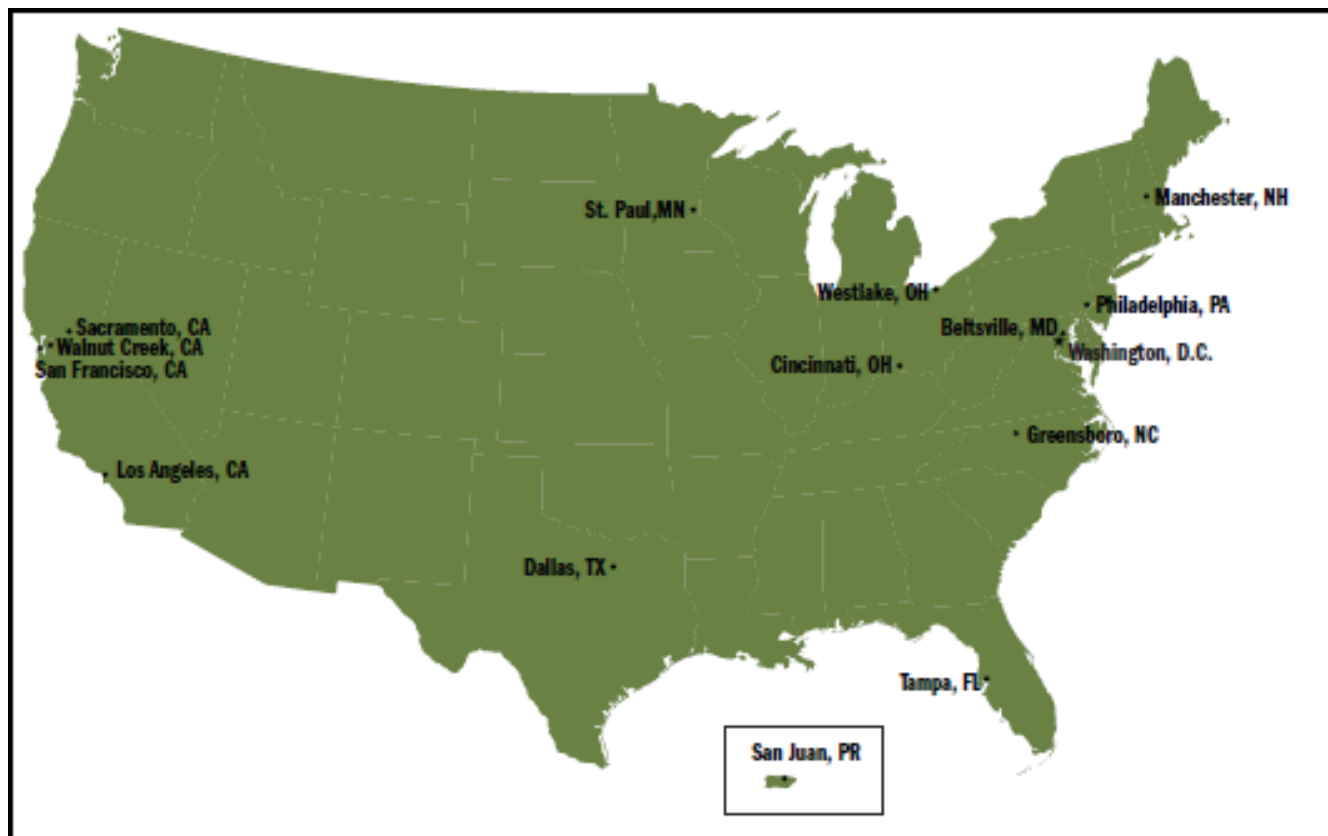 St. Paul,MN
Manchester, NH
Westlake, OH
Philadelphia, PA
Beltsville, MD
Washington, D.C.
Sacramento, CA
Walnut Creek, CA
San Francisco, CA
Cincinnati, OH
Greensboro, NC
Los Angeles, CA
Dallas, TX
Tampa, FL
San Juan, PR